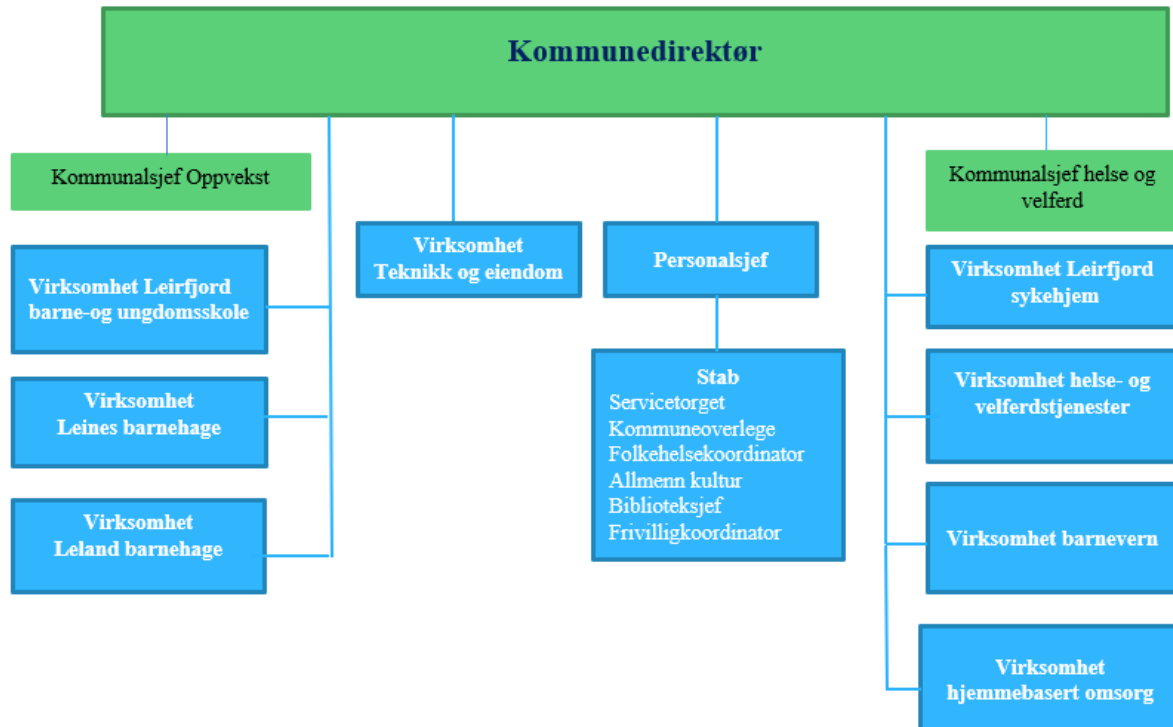 Kommunedirektør
Kommunalsjef Oppvekst
Kommunalsjef helse og
velferd
Virksomhet Leirfjord
barne-og ungdomsskole
Virksomhet
Leines barnehage
Virksomhet
Leland barnehage
Virksomhet
Teknikk og eiendom
Personalsjef
Stab
Servicetorget
Kommuneoverlege
Folkehelsekoordinator
Allmenn kultur
Biblioteksjef
Frivilligkoordinator
Virksomhet Leirfjord
sykehjem
Virksomhet helse- og
velferdstjenester
Virksomhet barnevern
Virksomhet
hjemmebasert omsorg